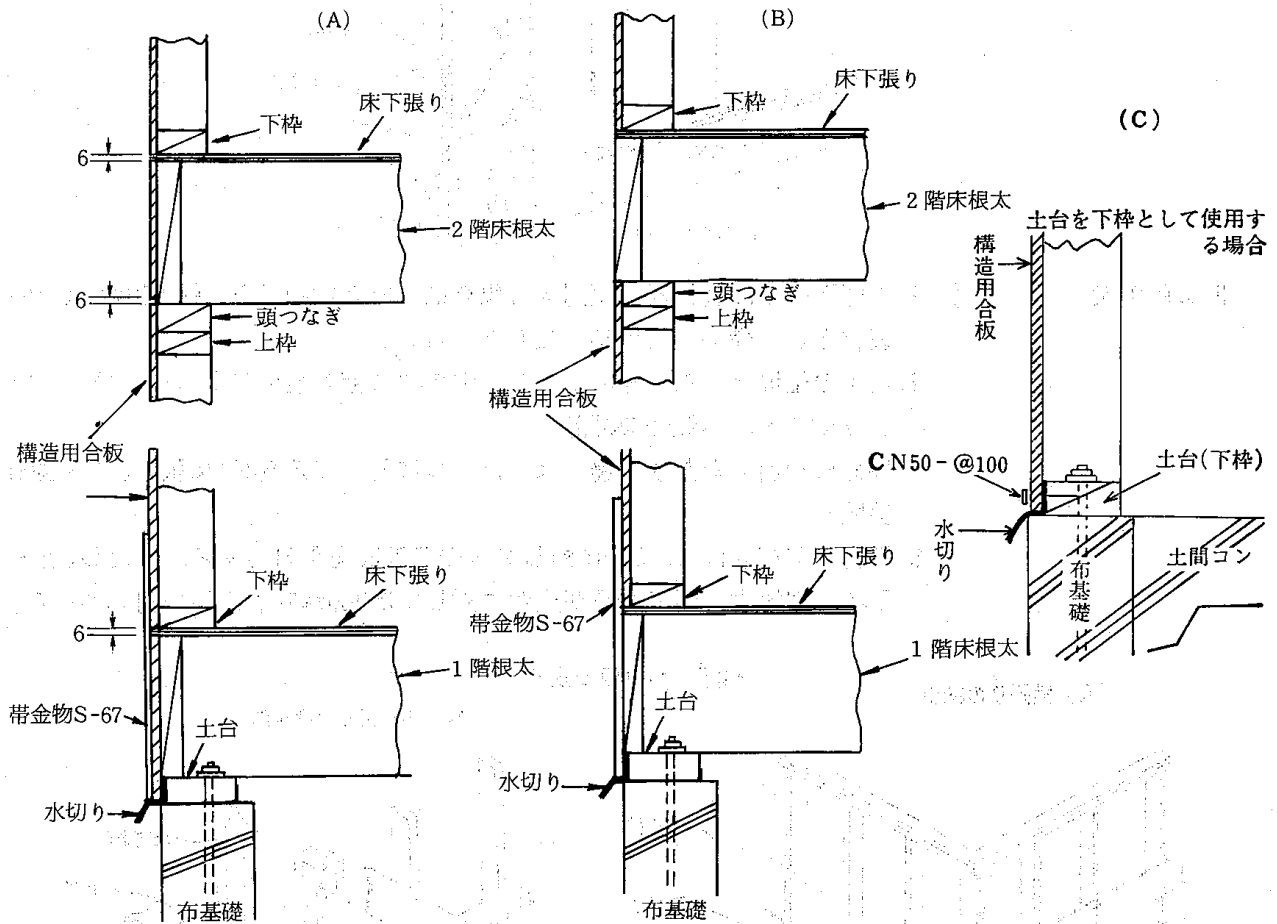 (A)
下枠
床下張り
6
2階床根太
6
頭つなぎ
上枠
構造用合板
下枠
床下張り
6
1階根太
帯金物S-67
土台
水切り
布基礎
(B)
下枠
床下張り
2階床根太
頭つなぎ
上枠
構造用合板
下枠
床下張り
帯金物S-67
1階床根太
土台
水切り
布基礎
(C)
土台を下枠として使用す
る場合
構造用合板
CN50-@100
土台(下枠)
水切り
布基礎
土間コン